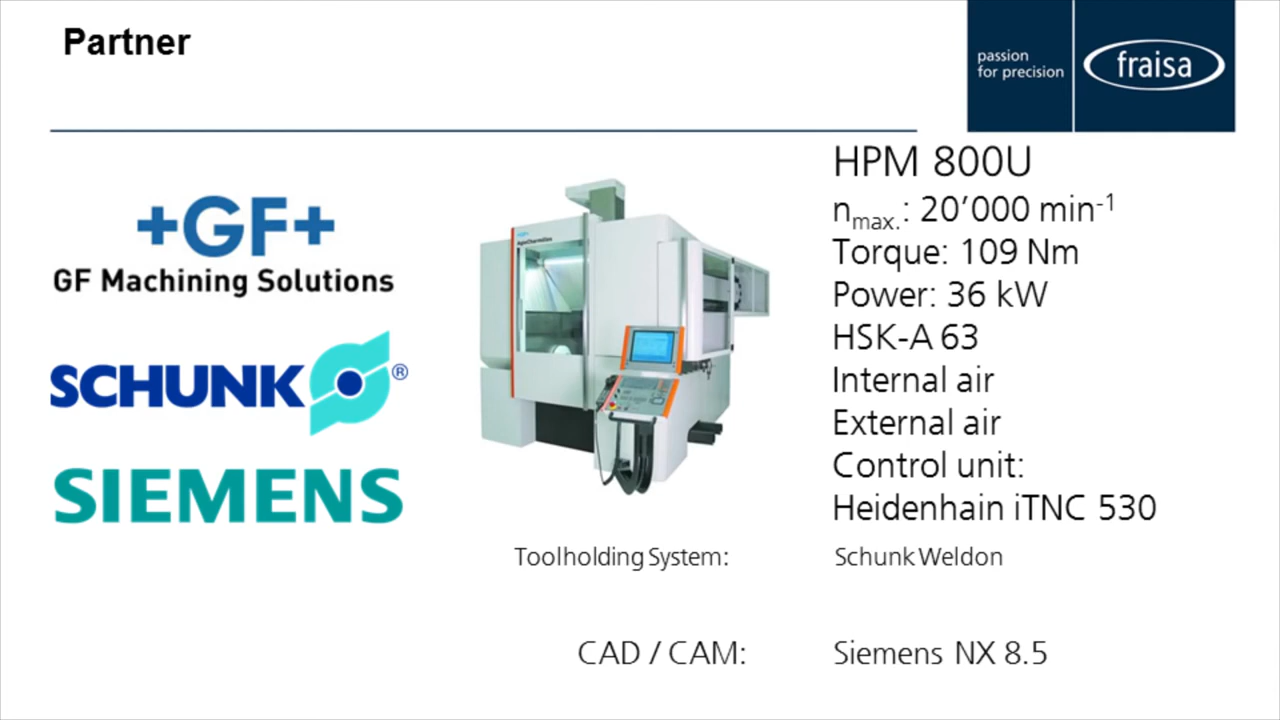 Partner
passion
for precision
fraisa
+GF+
GF Machining Solutions
SCHUNK®
SIEMENS
HPM 800U
nmax.: 20’000 min-1
Torque: 109 Nm
Power: 36 kW
HSK-A 63
Internal air
External air
Control unit:
Heidenhain iTNC 530
Toolholding System: Schunk Weldon
CAD / CAM: Siemens NX 8.5